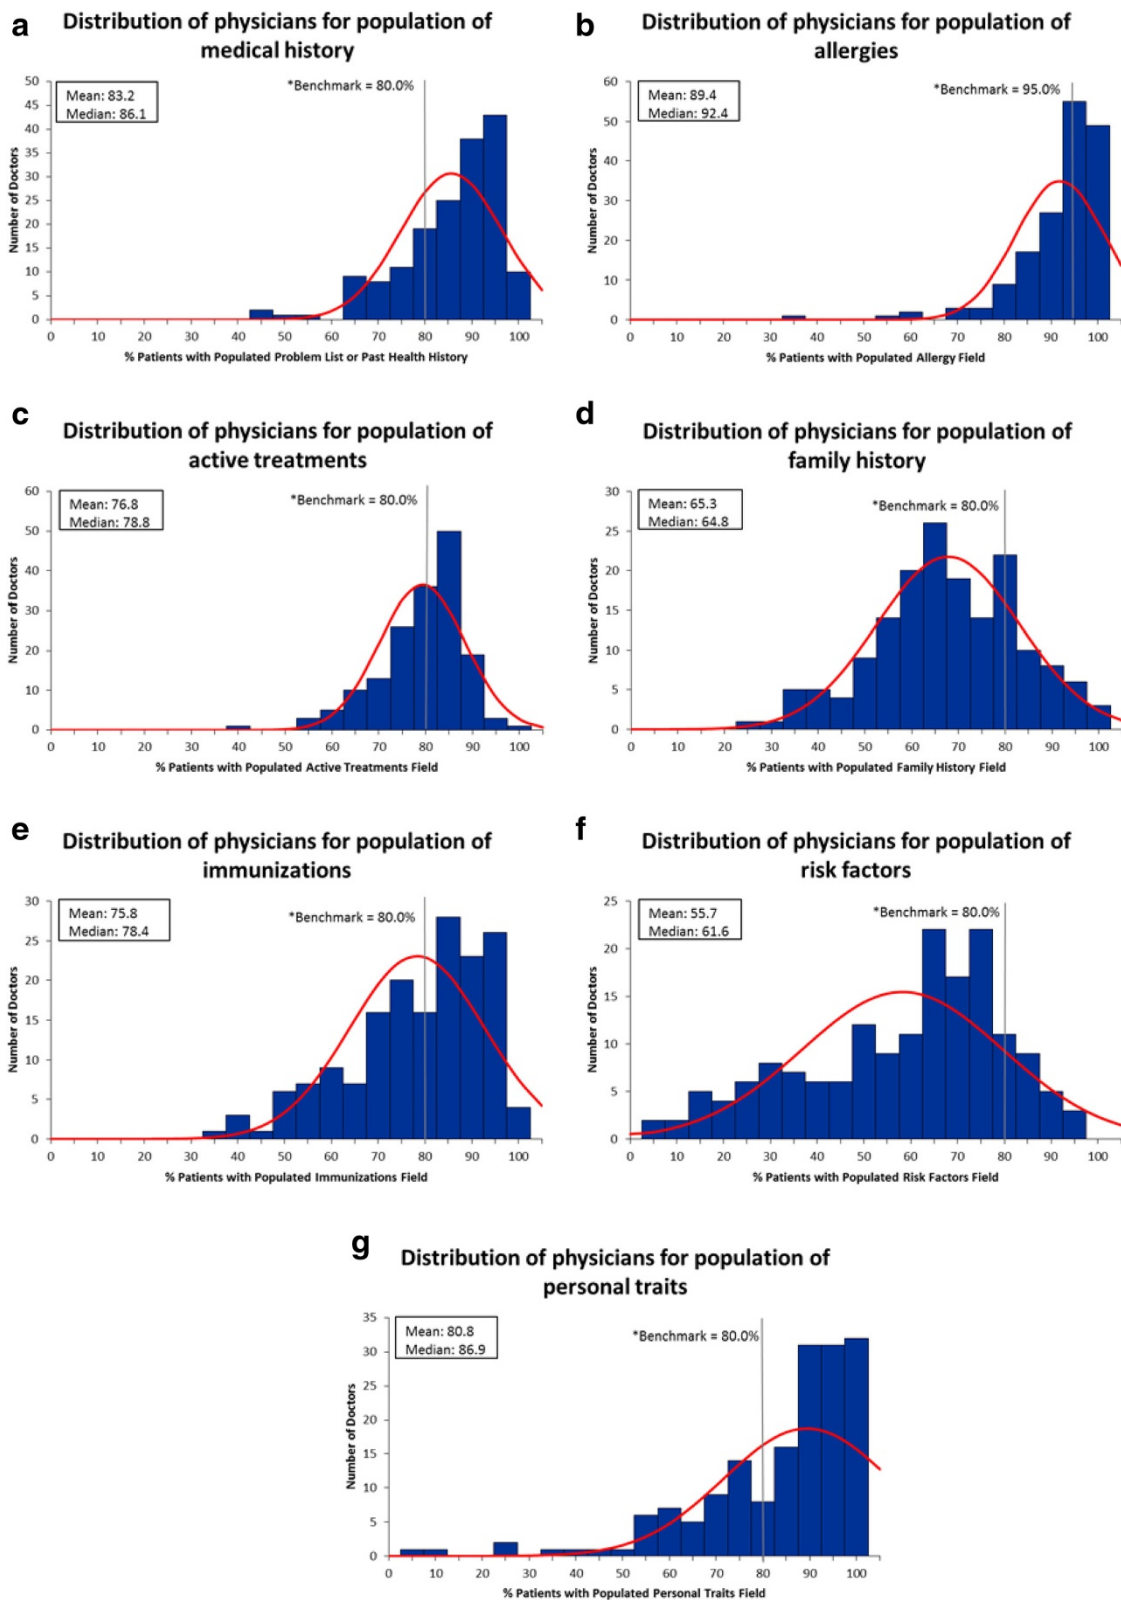 a
Distribution of physicians for population of
medical history
Mean: 83.2
Median: 86.1
*Benchmark = 80.0%
Number of Doctors
50
45
40
35
30
25
20
15
10
5
0
0 10 20 30 40 50 60 70 80 90 100
% Patients with Populated Problem List or Past Health History
b
Distribution of physicians for population of
allergies
Mean: 89.4
Median: 92.4
*Benchmark = 95.0%
Number of Doctors
60
50
40
30
20
10
0
0 10 20 30 40 50 60 70 80 90 100
% Patients with Populated Allergy Field
c
Distribution of physicians for population of
active treatments
Mean: 76.8
Median: 78.8
*Benchmark = 80.0%
Number of Doctors
60
50
40
30
20
10
0
0 10 20 30 40 50 60 70 80 90 100
% Patients with Populated Active Treatments Field
d
Distribution of physicians for population of
family history
Mean: 65.3
Median: 64.8
*Benchmark = 80.0%
Number of Doctors
30
25
20
15
10
5
0
0 10 20 30 40 50 60 70 80 90 100
% Patients with Populated Family History Field
e
Distribution of physicians for population of
immunizations
Mean: 75.8
Median: 78.4
*Benchmark = 80.0%
Number of Doctors
30
25
20
15
10
5
0
0 10 20 30 40 50 60 70 80 90 100
% Patients with Populated Immunizations Field
f
Distribution of physicians for population of
risk factors
Mean: 55.7
Median: 61.6
*Benchmark = 80.0%
Number of Doctors
25
20
15
10
5
0
0 10 20 30 40 50 60 70 80 90 100
% Patients with Populated Risk Factors Field
g
Distribution of physicians for population of
personal traits
Mean: 80.8
Median: 86.9
*Benchmark = 80.0%
Number of Doctors
35
30
25
20
15
10
5
0
0 10 20 30 40 50 60 70 80 90 100
% Patients with Populated Personal Traits Field